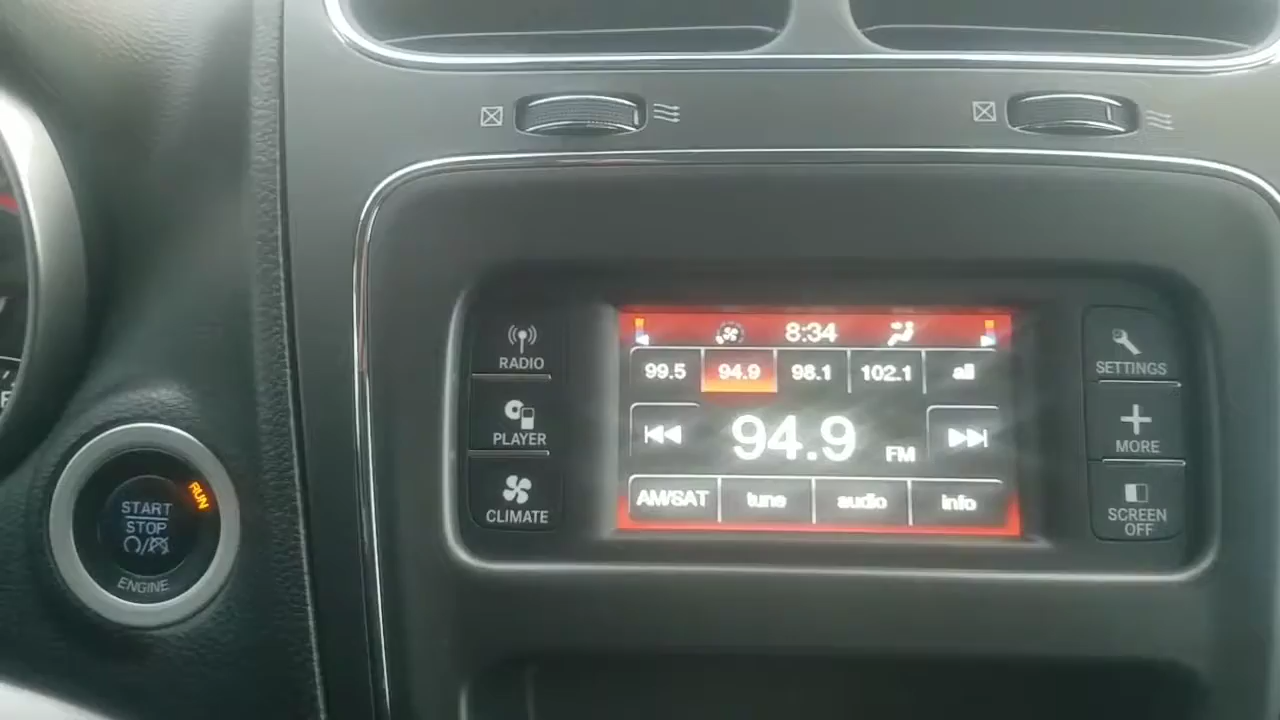 8:34
99.5 94.9 98.1 102.1 all
94.9 FM
AM/SAT tune audio info
RADIO
PLAYER
CLIMATE
SETTINGS
MORE
SCREEN
OFF
START
STOP
ENGINE
RUN